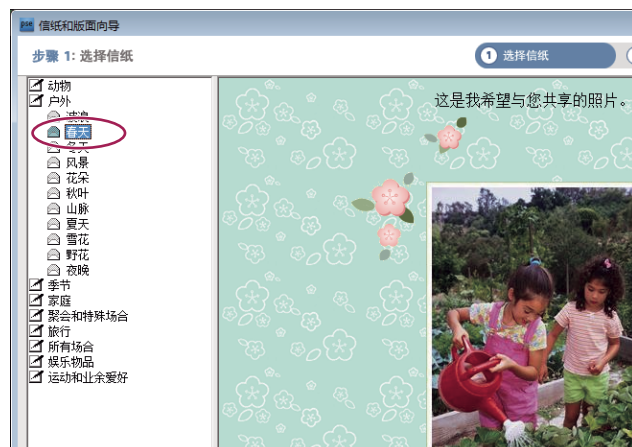 pse 信纸和版面向导
步骤 1: 选择信纸
1 选择信纸
动物
户外
波浪
春天
冬天
风景
花朵
秋叶
山脉
夏天
雪花
野花
夜晚
季节
家庭
聚会和特殊场合
旅行
所有场合
娱乐物品
运动和业余爱好
这是我希望与您共享的照片。